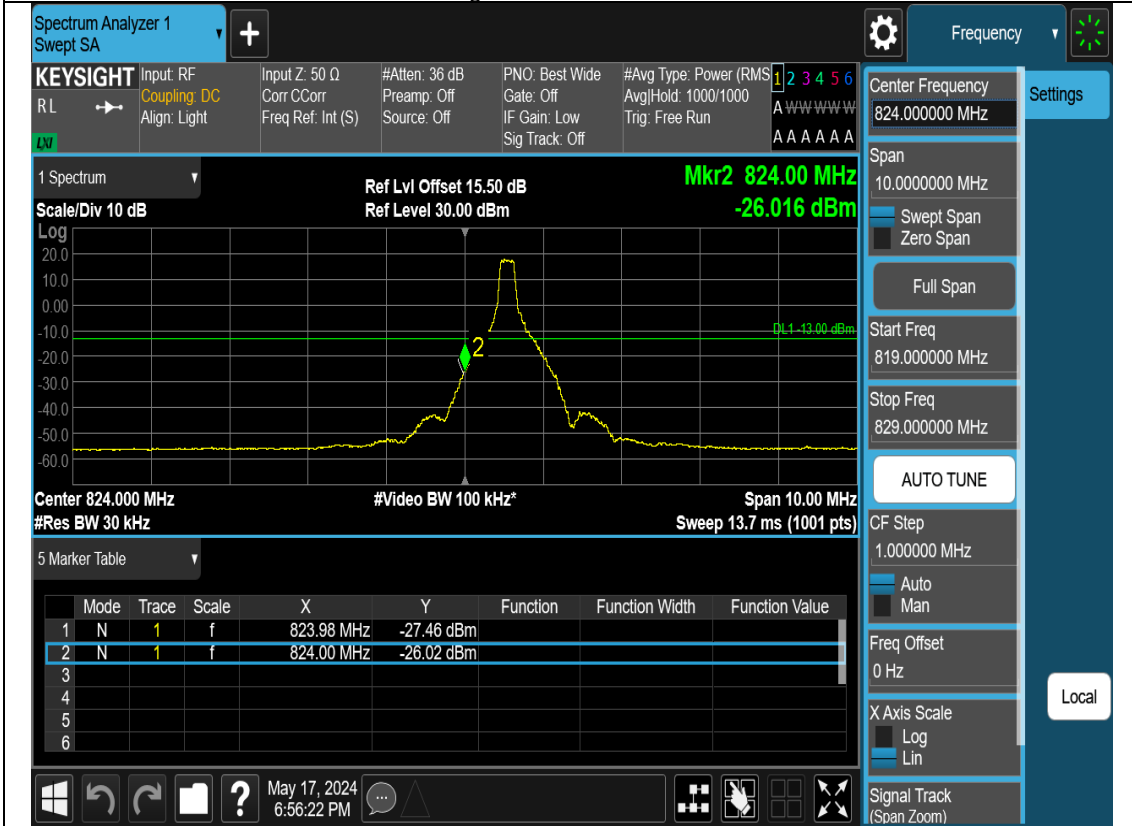 Spectrum Analyzer 1
Swept SA
+
Frequency
KEYSIGHT
RL
LXI
Input: RF
Coupling: DC
Align: Light
Input Z: 50 Ω
Corr CCorr
Freq Ref: Int (S)
#Atten: 36 dB
Preamp: Off
Source: Off
PNO: Best Wide
Gate: Off
IF Gain: Low
Sig Track: Off
#Avg Type: Power (RMS
Avg|Hold: 1000/1000
Trig: Free Run
1 2 3 4 5 6
A W W W W W
A A A A A A
1 Spectrum
Scale/Div 10 dB
Ref Lvl Offset 15.50 dB
Ref Level 30.00 dBm
Mkr2 824.00 MHz
-26.016 dBm
Log
20.0
10.0
0.00
-10.0
-20.0
-30.0
-40.0
-50.0
-60.0
DL1 -13.00 dBm
2
Center 824.000 MHz
#Res BW 30 kHz
#Video BW 100 kHz*
Span 10.00 MHz
Sweep 13.7 ms (1001 pts)
5 Marker Table
Mode Trace Scale X Y Function Function Width Function Value
1 N 1 f 823.98 MHz -27.46 dBm
2 N 1 f 824.00 MHz -26.02 dBm
3
4
5
6
?
May 17, 2024
6:56:22 PM
Center Frequency
824.000000 MHz
Span
10.0000000 MHz
Swept Span
Zero Span
Full Span
Start Freq
819.000000 MHz
Stop Freq
829.000000 MHz
AUTO TUNE
CF Step
1.000000 MHz
Auto
Man
Freq Offset
0 Hz
X Axis Scale
Log
Lin
Signal Track
(Span Zoom)
Settings
Local